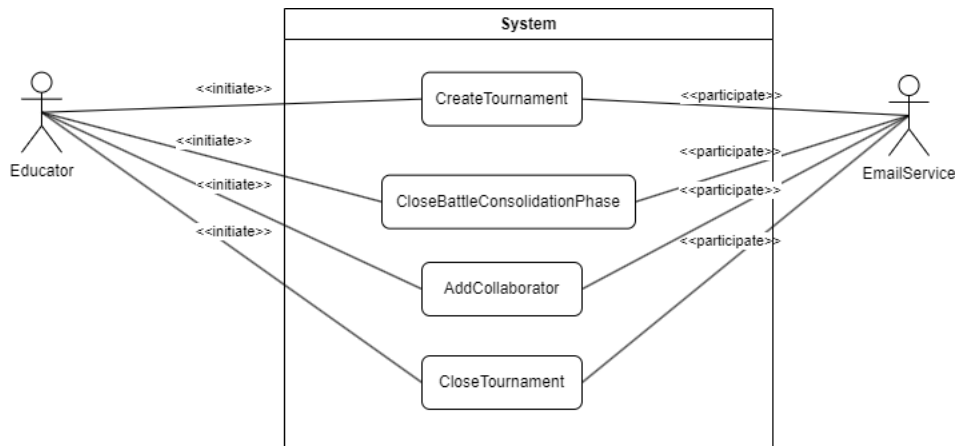 System
<<initiate>>
CreateTournament
<<participate>>
<<initiate>>
<<participate>>
Educator
EmailService
<<initiate>>
CloseBattleConsolidationPhase
<<participate>>
<<initiate>>
<<participate>>
AddCollaborator
CloseTournament